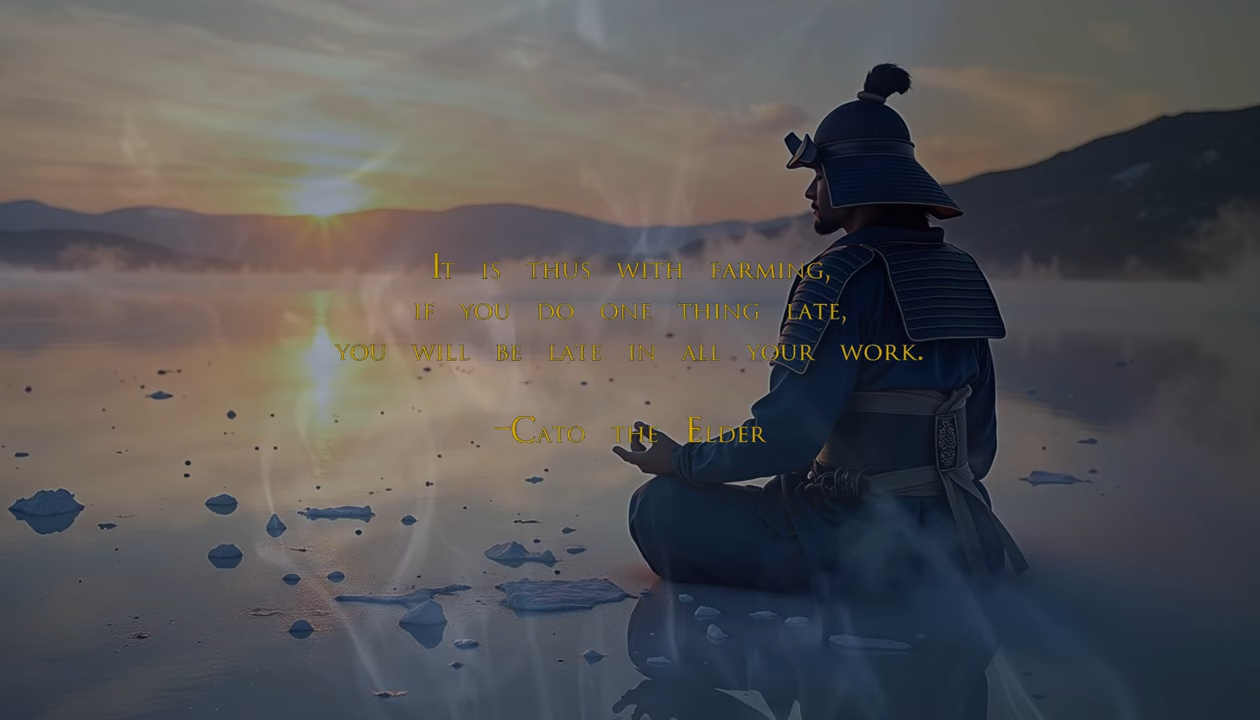 It is thus with farming,
if you do one thing late,
you will be late in all your work.
—Cato the Elder